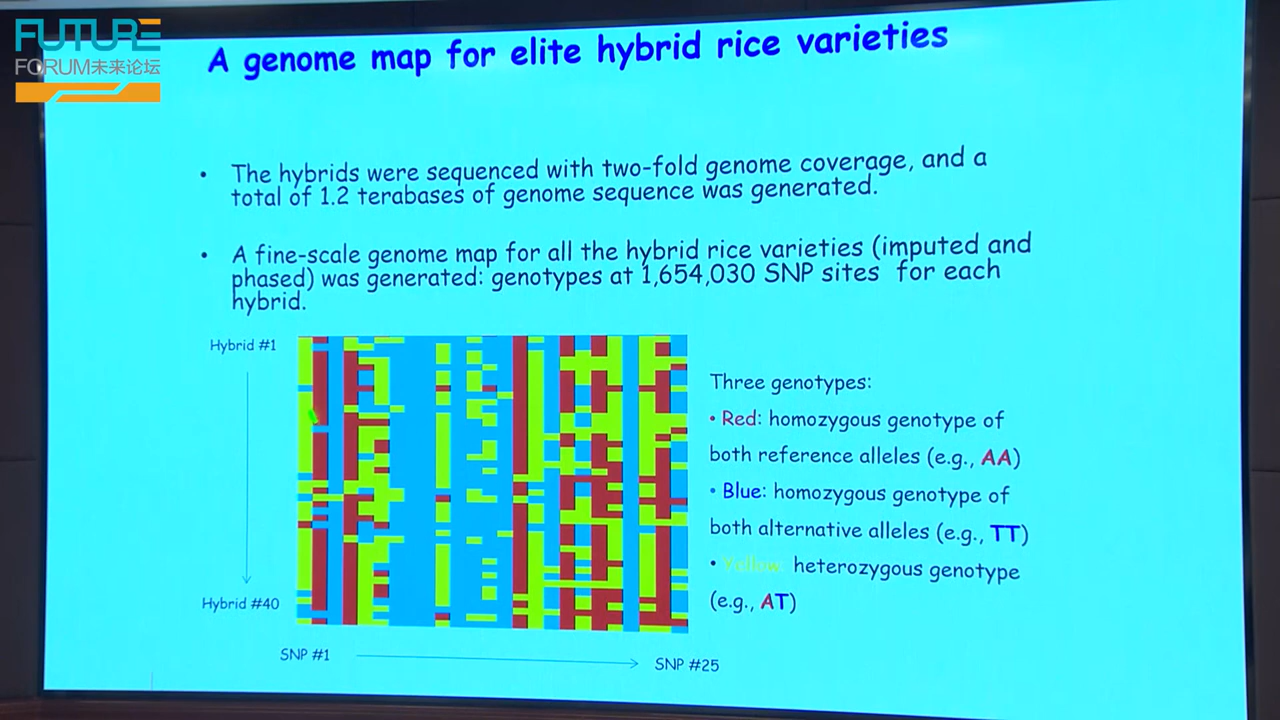 FUTURE
FORUM未来论坛
A genome map for elite hybrid rice varieties
• The hybrids were sequenced with two-fold genome coverage, and a
total of 1.2 terabases of genome sequence was generated.
• A fine-scale genome map for all the hybrid rice varieties (imputed and
phased) was generated: genotypes at 1,654,030 SNP sites for each
hybrid.
Hybrid #1
Hybrid #40
SNP #1
SNP #25
Three genotypes:
• Red: homozygous genotype of
both reference alleles (e.g., AA)
• Blue: homozygous genotype of
both alternative alleles (e.g., TT)
• Yellow: heterozygous genotype
(e.g., AT)